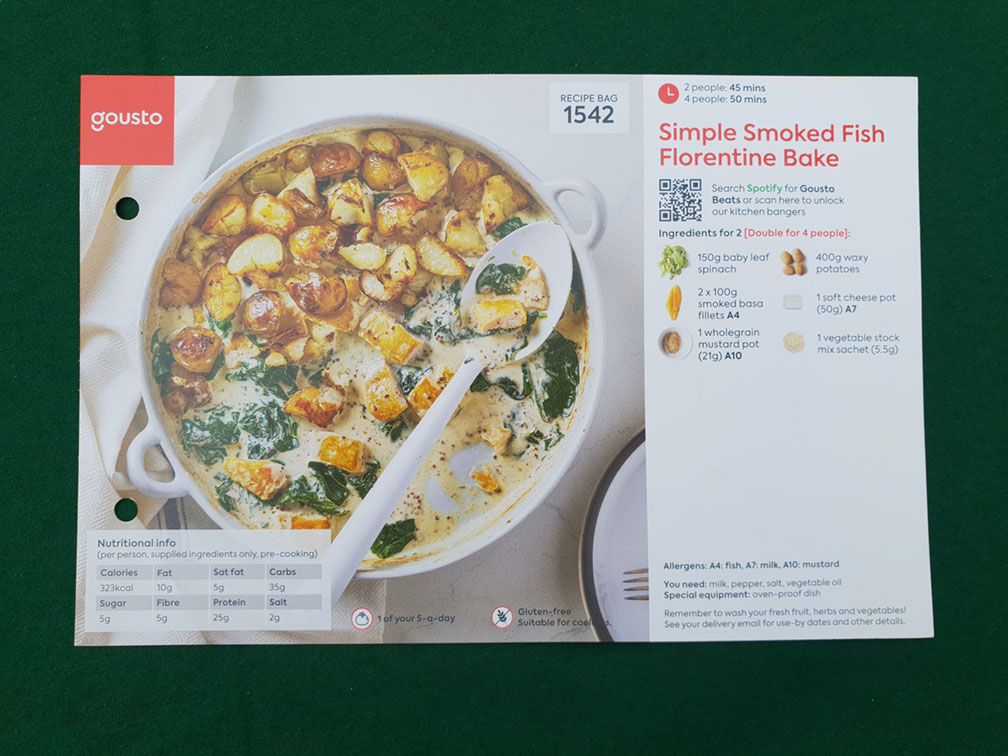 gousto
RECIPE BAG
1542
2 people: 45 mins
4 people: 50 mins
Simple Smoked Fish
Florentine Bake
Search Spotify for Gousto
Beats or scan here to unlock
our kitchen bangers
Ingredients for 2 [Double for 4 people]:
150g baby leaf
spinach
400g waxy
potatoes
2 x 100g
smoked basa
fillets A4
1 soft cheese pot
(50g) A7
1 wholegrain
mustard pot
(21g) A10
1 vegetable stock
mix sachet (5.5g)
Nutritional info
(per person, supplied ingredients only, pre-cooking)
Calories Fat Sat fat Carbs
323kcal 10g 5g 35g
Sugar Fibre Protein Salt
5g 5g 25g 2g
1 of your 5-a-day
Gluten-free
Suitable for
Allergens: A4: fish, A7: milk, A10: mustard
You need: milk, pepper, salt, vegetable oil
Special equipment: oven-proof dish
Remember to wash your fresh fruit, herbs and vegetables!
See your delivery email for use-by dates and other details.